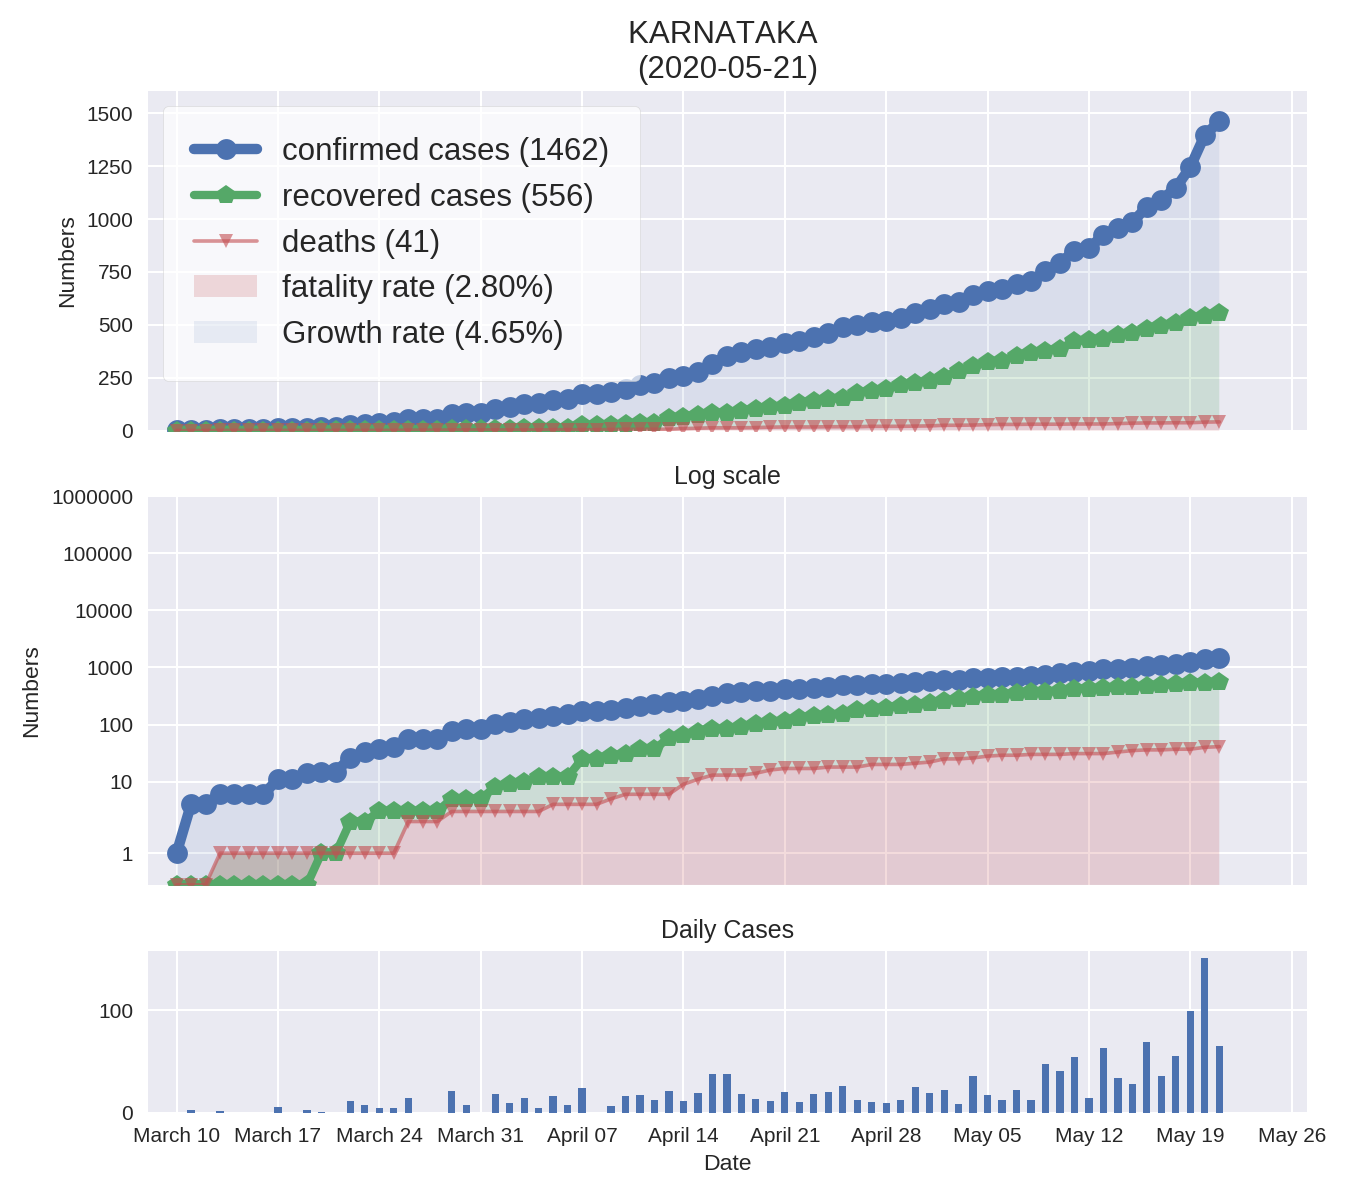 KARNATAKA
(2020-05-21)
1500
1250
1000
750
500
250
0
Numbers
confirmed cases (1462)
recovered cases (556)
deaths (41)
fatality rate (2.80%)
Growth rate (4.65%)
Log scale
1000000
100000
10000
1000
100
10
1
Numbers
Daily Cases
100
0
March 10 March 17 March 24 March 31 April 07 April 14 April 21 April 28 May 05 May 12 May 19 May 26
Date